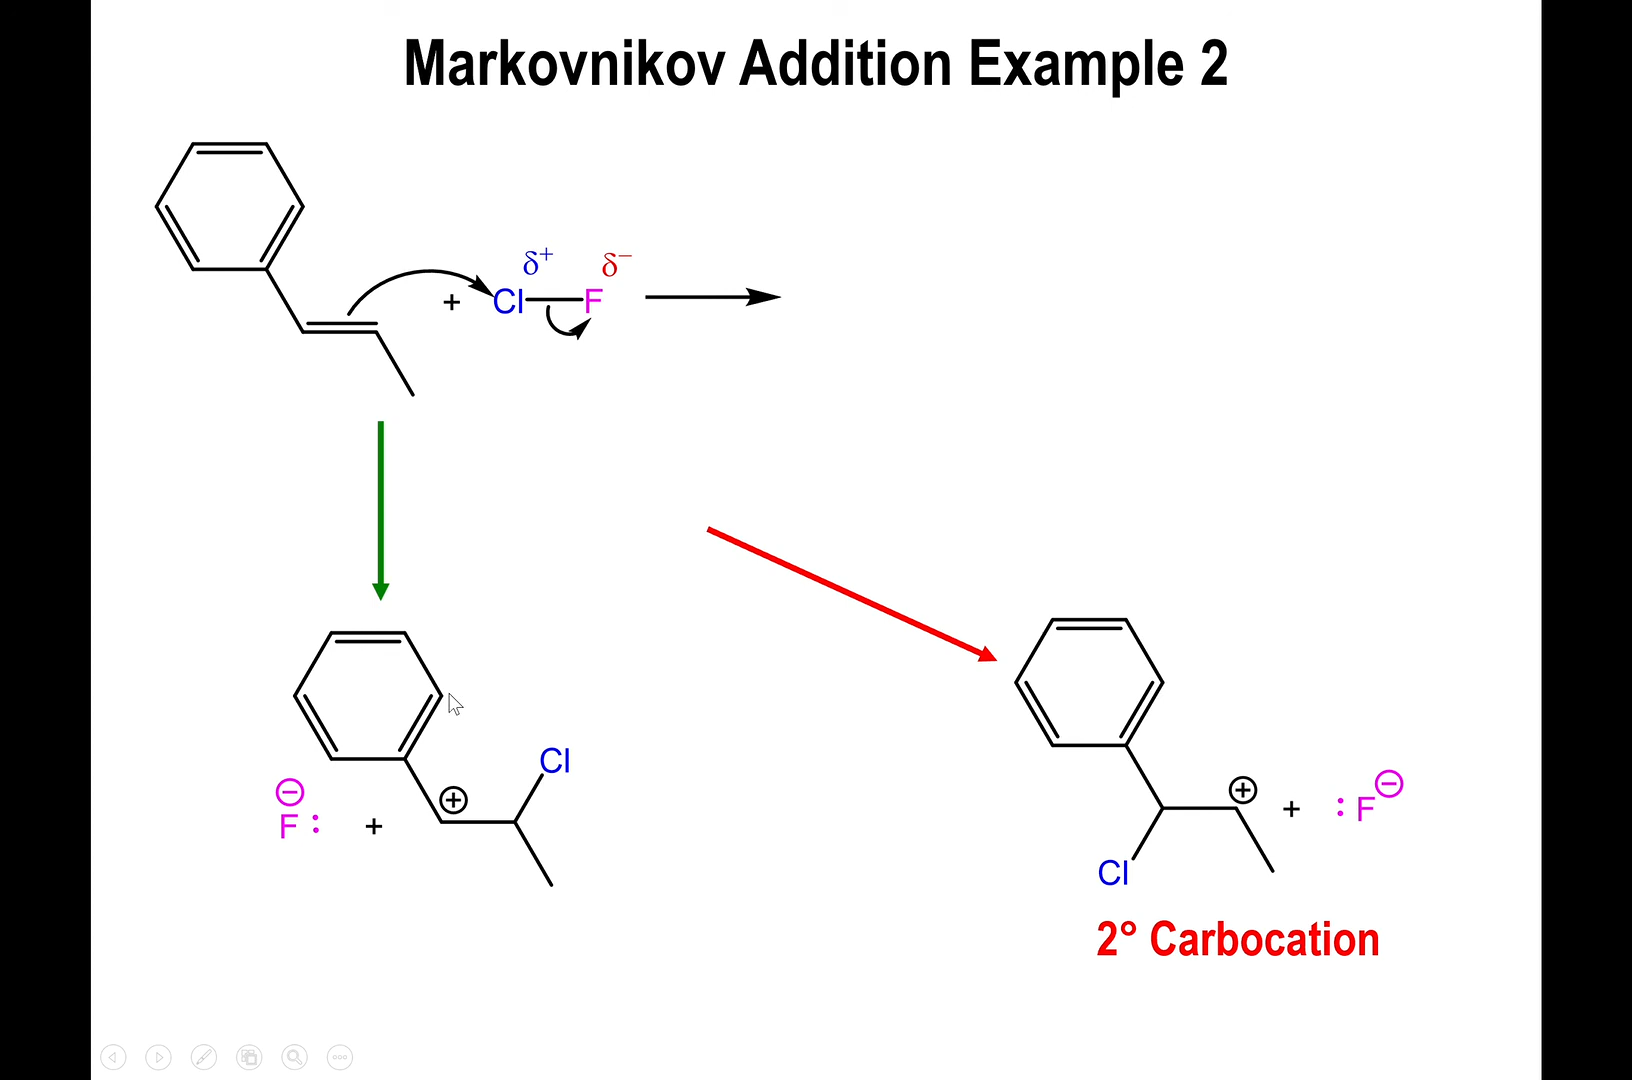 Markovnikov Addition Example 2
δ+ δ−
+ Cl F
Cl
⊕
⊖
F : +
⊕ + : F ⊖
Cl
2° Carbocation